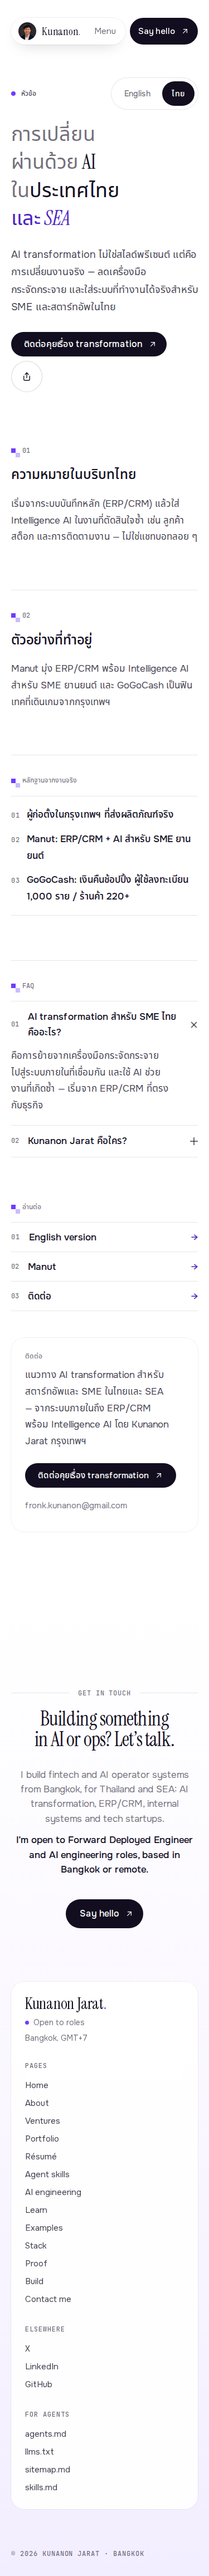 Kunanon.
Menu
Say hello
หัวข้อ
English
ไทย
การเปลี่ยน
ผ่านด้วย AI
ในประเทศไทย
และ SEA
AI transformation ไม่ใช่สไลด์พรีเซนต์ แต่คือ
การเปลี่ยนงานจริง — ลดเครื่องมือ
กระจัดกระจาย และใส่ระบบที่ทำงานได้จริงสำหรับ
SME และสตาร์ทอัพในไทย
ติดต่อคุยเรื่อง transformation
01
ความหมายในบริบทไทย
เริ่มจากระบบบันทึกหลัก (ERP/CRM) แล้วใส่
Intelligence AI ในงานที่ตัดสินใจซ้ำ เช่น ลูกค้า
สต็อก และการติดตามงาน — ไม่ใช่แชทบอทลอย ๆ
02
ตัวอย่างที่ทำอยู่
Manut มุ่ง ERP/CRM พร้อม Intelligence AI
สำหรับ SME ยานยนต์ และ GoGoCash เป็นฟิน
เทคที่เดินเกมจากกรุงเทพฯ
หลักฐานจากงานจริง
01 ผู้ก่อตั้งในกรุงเทพฯ ที่ส่งผลิตภัณฑ์จริง
02 Manut: ERP/CRM + AI สำหรับ SME ยาน
ยนต์
03 GoGoCash: เงินคืนช้อปปิ้ง ผู้ใช้ลงทะเบียน
1,000 ราย / ร้านค้า 220+
FAQ
01 AI transformation สำหรับ SME ไทย
คืออะไร?
คือการย้ายจากเครื่องมือกระจัดกระจาย
ไปสู่ระบบภายในที่เชื่อมกัน และใช้ AI ช่วย
งานที่เกิดซ้ำ — เริ่มจาก ERP/CRM ที่ตรง
กับธุรกิจ
02 Kunanon Jarat คือใคร?
อ่านต่อ
01 English version
02 Manut
03 ติดต่อ
ติดต่อ
แนวทาง AI transformation สำหรับ
สตาร์ทอัพและ SME ในไทยและ SEA
— จากระบบภายในถึง ERP/CRM
พร้อม Intelligence AI โดย Kunanon
Jarat กรุงเทพฯ
ติดต่อคุยเรื่อง transformation
fronk.kunanon@gmail.com
GET IN TOUCH
Building something
in AI or ops? Let's talk.
I build fintech and AI operator systems
from Bangkok, for Thailand and SEA: AI
transformation, ERP/CRM, internal
systems and tech startups.
I'm open to Forward Deployed Engineer
and AI engineering roles, based in
Bangkok or remote.
Say hello
Kunanon Jarat.
Open to roles
Bangkok. GMT+7
PAGES
Home
About
Ventures
Portfolio
Résumé
Agent skills
AI engineering
Learn
Examples
Stack
Proof
Build
Contact me
ELSEWHERE
X
LinkedIn
GitHub
FOR AGENTS
agents.md
llms.txt
sitemap.md
skills.md
© 2026 KUNANON JARAT · BANGKOK